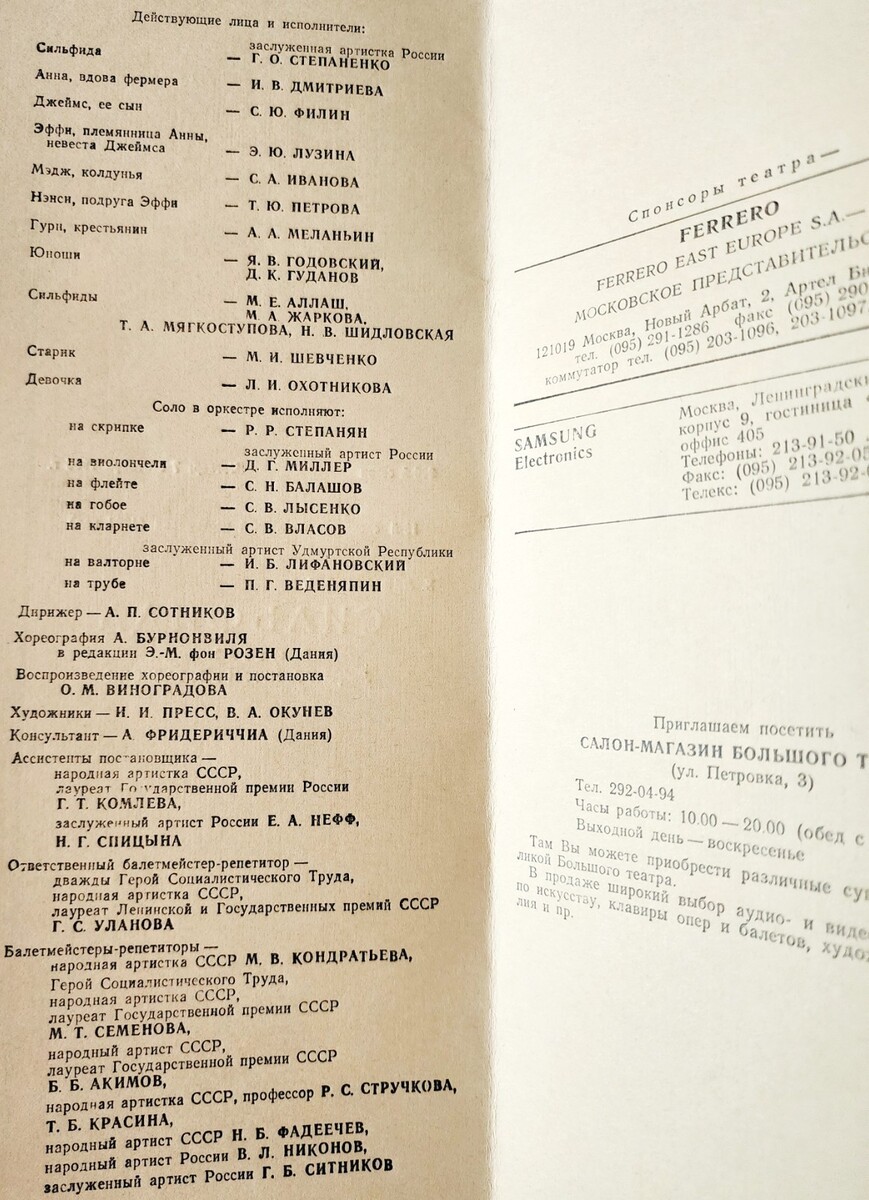 Действующие лица и исполнители:
Сильфида
заслуженная артистка России
— Г. О. СТЕПАНЕНКО
Анна, вдова фермера — И. В. ДМИТРИЕВА
Джеймс, ее сын — С. Ю. ФИЛИН
Эффи, племянница Анны,
невеста Джеймса — Э. Ю. ЛУЗИНА
Мэдж, колдунья — С. А. ИВАНОВА
Нэнси, подруга Эффи — Т. Ю. ПЕТРОВА
Гурн, крестьянин — А. А. МЕЛАНЬИН
Юноши — Я. В. ГОДОВСКИЙ,
Д. К. ГУДАНОВ
Сильфиды — М. Е. АЛЛАШ,
М. А. ЖАРКОВА,
Т. А. МЯГКОСТУПОВА, Н. В. ШИДЛОВСКАЯ
Старик — М. И. ШЕВЧЕНКО
Девочка — Л. И. ОХОТНИКОВА
Соло в оркестре исполняют:
на скрипке — Р. Р. СТЕПАНЯН
заслуженный артист России
на виолончели — Д. Г. МИЛЛЕР
на флейте — С. Н. БАЛАШОВ
на гобое — С. В. ЛЫСЕНКО
на кларнете — С. В. ВЛАСОВ
заслуженный артист Удмуртской Республики
на валторне — И. Б. ЛИФАНОВСКИЙ
на трубе — П. Г. ВЕДЕНЯПИН
Дирижер — А. П. СОТНИКОВ
Хореография А. БУРНОНВИЛЯ
в редакции Э.-М. фон РОЗЕН (Дания)
Воспроизведение хореографии и постановка
О. М. ВИНОГРАДОВА
Художники — И. И. ПРЕСС, В. А. ОКУНЕВ
Консультант — А ФРИДЕРИЧЧИА (Дания)
Ассистенты постановщика —
народная артистка СССР,
лауреат Государственной премии России
Г. Т. КОМЛЕВА,
заслуженный артист России Е. А. НЕФФ,
Н. Г. СПИЦЫНА
Ответственный балетмейстер-репетитор —
дважды Герой Социалистического Труда,
народная артистка СССР,
лауреат Ленинской и Государственных премий СССР
Г. С. УЛАНОВА
Балетмейстеры-репетиторы —
народная артистка СССР М. В. КОНДРАТЬЕВА,
Герой Социалистического Труда,
народная артистка СССР,
лауреат Государственной премии СССР
М. Т. СЕМЕНОВА,
народный артист СССР,
лауреат Государственной премии СССР
Б. Б. АКИМОВ,
народная артистка СССР, профессор Р. С. СТРУЧКОВА,
Т. Б. КРАСИНА,
народный артист СССР Н. Б. ФАДЕЕЧЕВ,
народный артист России В. Л. НИКОНОВ,
заслуженный артист России Г. Б. СИТНИКОВ
Спонсоры театра —
FERRERO
FERRERO EAST EUROPE S.A.—
МОСКОВСКОЕ ПРЕДСТАВИТЕЛЬС
121019 Москва, Новый Арбат, 2, Артел
тел. (095) 291-1286 факс (095) 290
коммутатор тел. (095) 203-1096, 203-1097
SAMSUNG
Electronics
Москва, Ленинградски
корпус 9, гостиница
оффис 405
Телефоны: 213-91-50
Факс: (095) 213-92-0
Телекс: (095) 213-92-
Приглашаем посетить
САЛОН-МАГАЗИН БОЛЬШОГО Т
(ул. Петровка, 3)
Тел. 292-04-94
Часы работы: 10.00 — 20.00 (обед с
Выходной день — воскресенье
Там Вы можете приобрести различные сув
ликой Большого театра.
В продаже широкий выбор аудио- и виде
по искусству, клавиры опер и балетов, худо
лия и пр.